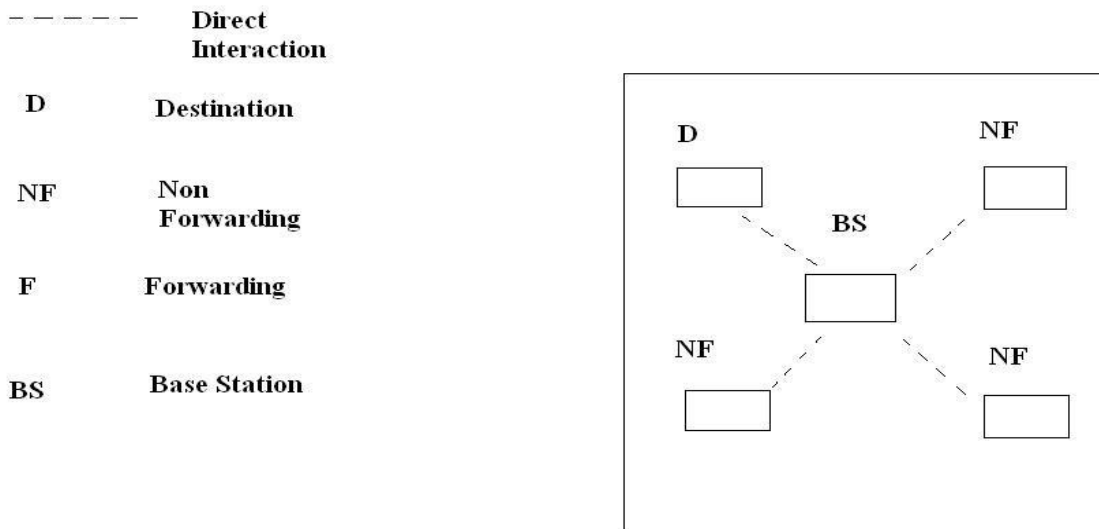 Direct
Interaction
D Destination
NF Non
Forwarding
F Forwarding
BS Base Station
D
NF
BS
NF
NF